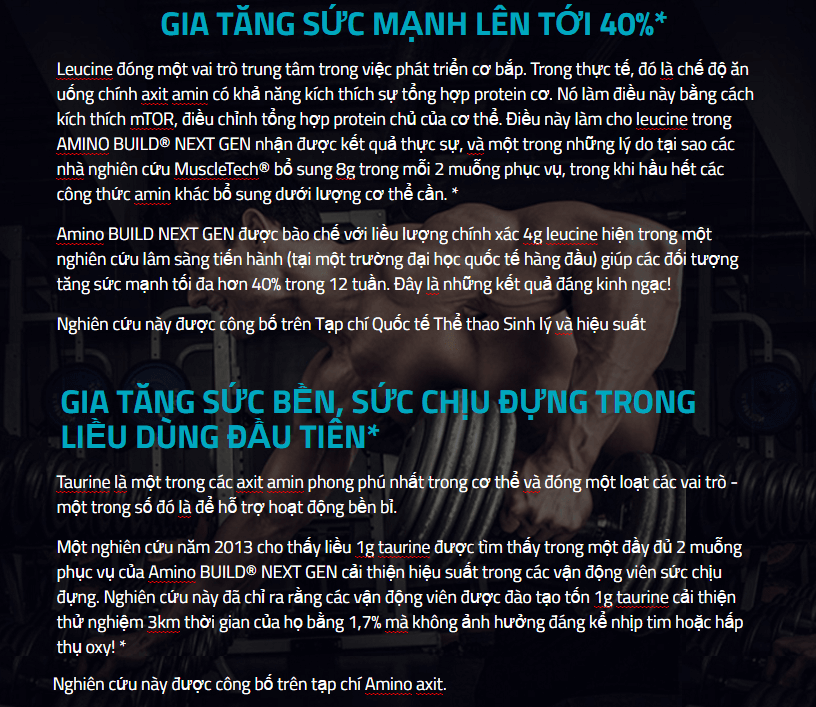 GIA TĂNG SỨC MẠNH LÊN TỚI 40%*
Leucine đóng một vai trò trung tâm trong việc phát triển cơ bắp. Trong thực tế, đó là chế độ ăn
uống chính axit amin có khả năng kích thích sự tổng hợp protein cơ. Nó làm điều này bằng cách
kích thích mTOR, điều chỉnh tổng hợp protein chủ của cơ thể. Điều này làm cho leucine trong
AMINO BUILD® NEXT GEN nhận được kết quả thực sự, và một trong những lý do tại sao các
nhà nghiên cứu MuscleTech® bổ sung 8g trong mỗi 2 muỗng phục vụ, trong khi hầu hết các
công thức amin khác bổ sung dưới lượng cơ thể cần. *
Amino BUILD NEXT GEN được bào chế với liều lượng chính xác 4g leucine hiện trong một
nghiên cứu lâm sàng tiến hành (tại một trường đại học quốc tế hàng đầu) giúp các đối tượng
tăng sức mạnh tối đa hơn 40% trong 12 tuần. Đây là những kết quả đáng kinh ngạc!
Nghiên cứu này được công bố trên Tạp chí Quốc tế Thể thao Sinh lý và hiệu suất
GIA TĂNG SỨC BỀN, SỨC CHỊU ĐỰNG TRONG
LIỀU DÙNG ĐẦU TIÊN*
Taurine là một trong các axit amin phong phú nhất trong cơ thể và đóng một loạt các vai trò -
một trong số đó là để hỗ trợ hoạt động bền bỉ.
Một nghiên cứu năm 2013 cho thấy liều 1g taurine được tìm thấy trong một đầy đủ 2 muỗng
phục vụ của Amino BUILD® NEXT GEN cải thiện hiệu suất trong các vận động viên sức chịu
đựng. Nghiên cứu này đã chỉ ra rằng các vận động viên được đào tạo tốn 1g taurine cải thiện
thử nghiệm 3km thời gian của họ bằng 1,7% mà không ảnh hưởng đáng kể nhịp tim hoặc hấp
thụ oxy! *
Nghiên cứu này được công bố trên tạp chí Amino axit.